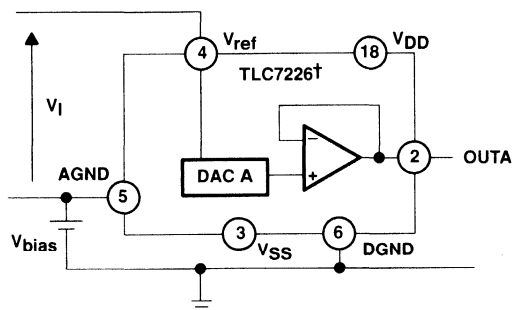 4
Vref
18
VDD
TLC7226†
VI
−
+
DAC A
2
OUTA
AGND
5
Vbias
3
VSS
6
DGND